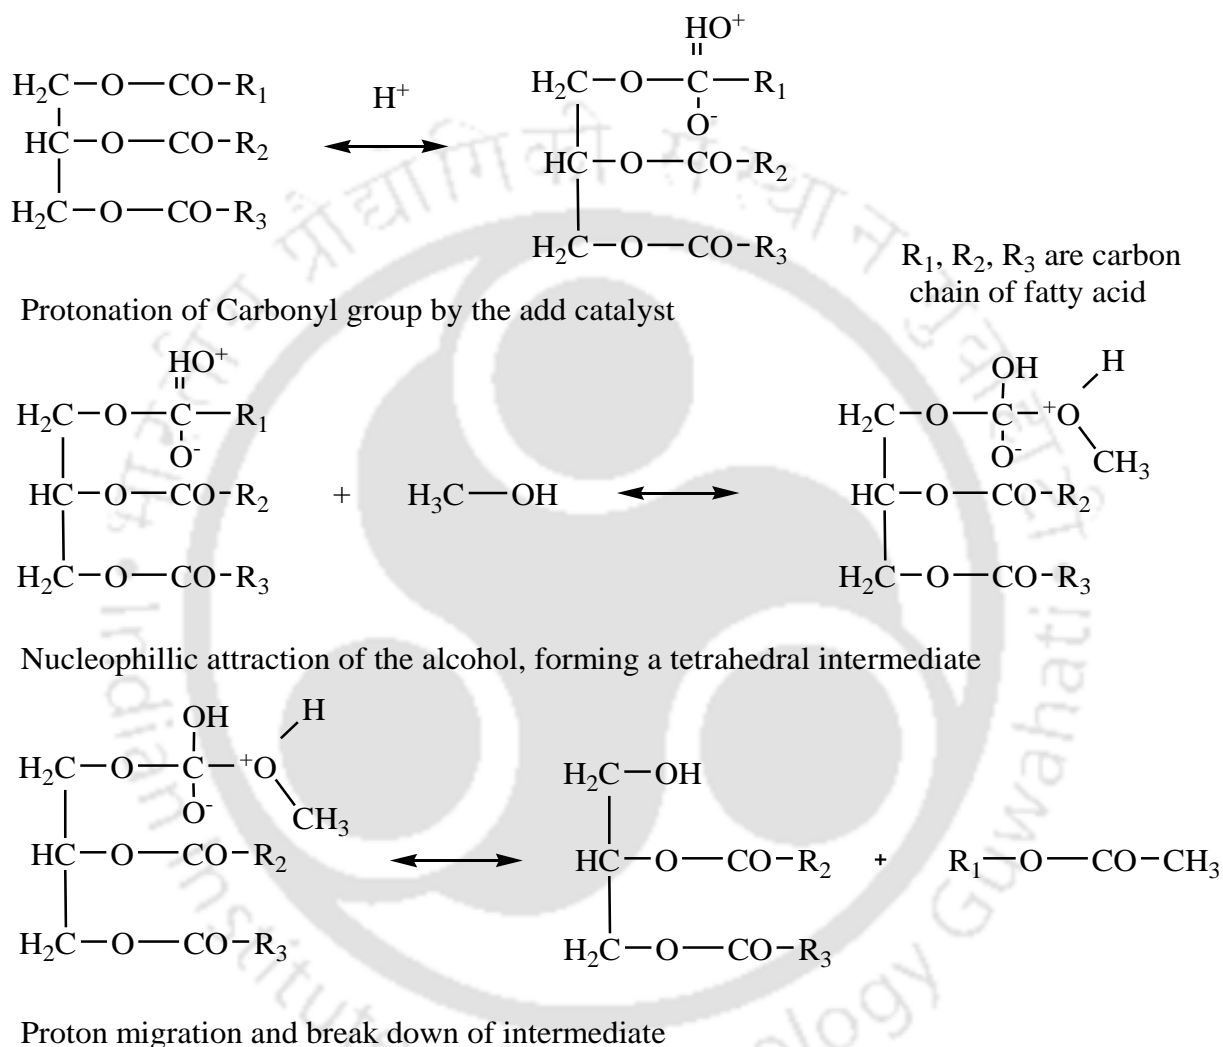 HO⁺
H₂C—O—CO-R₁ H⁺ H₂C—O—C—R₁
O⁻
HC—O—CO-R₂ HC—O—CO-R₂
H₂C—O—CO-R₃ H₂C—O—CO-R₃
R₁, R₂, R₃ are carbon
chain of fatty acid
Protonation of Carbonyl group by the add catalyst
HO⁺ OH H
H₂C—O—C—R₁ H₂C—O—C—⁺O
O⁻ O⁻ CH₃
HC—O—CO-R₂ + H₃C—OH HC—O—CO-R₂
H₂C—O—CO-R₃ H₂C—O—CO-R₃
Nucleophillic attraction of the alcohol, forming a tetrahedral intermediate
OH H
H₂C—O—C—⁺O H₂C—OH
O⁻ CH₃
HC—O—CO-R₂ HC—O—CO-R₂ + R₁—O—CO—CH₃
H₂C—O—CO-R₃ H₂C—O—CO-R₃
Proton migration and break down of intermediate